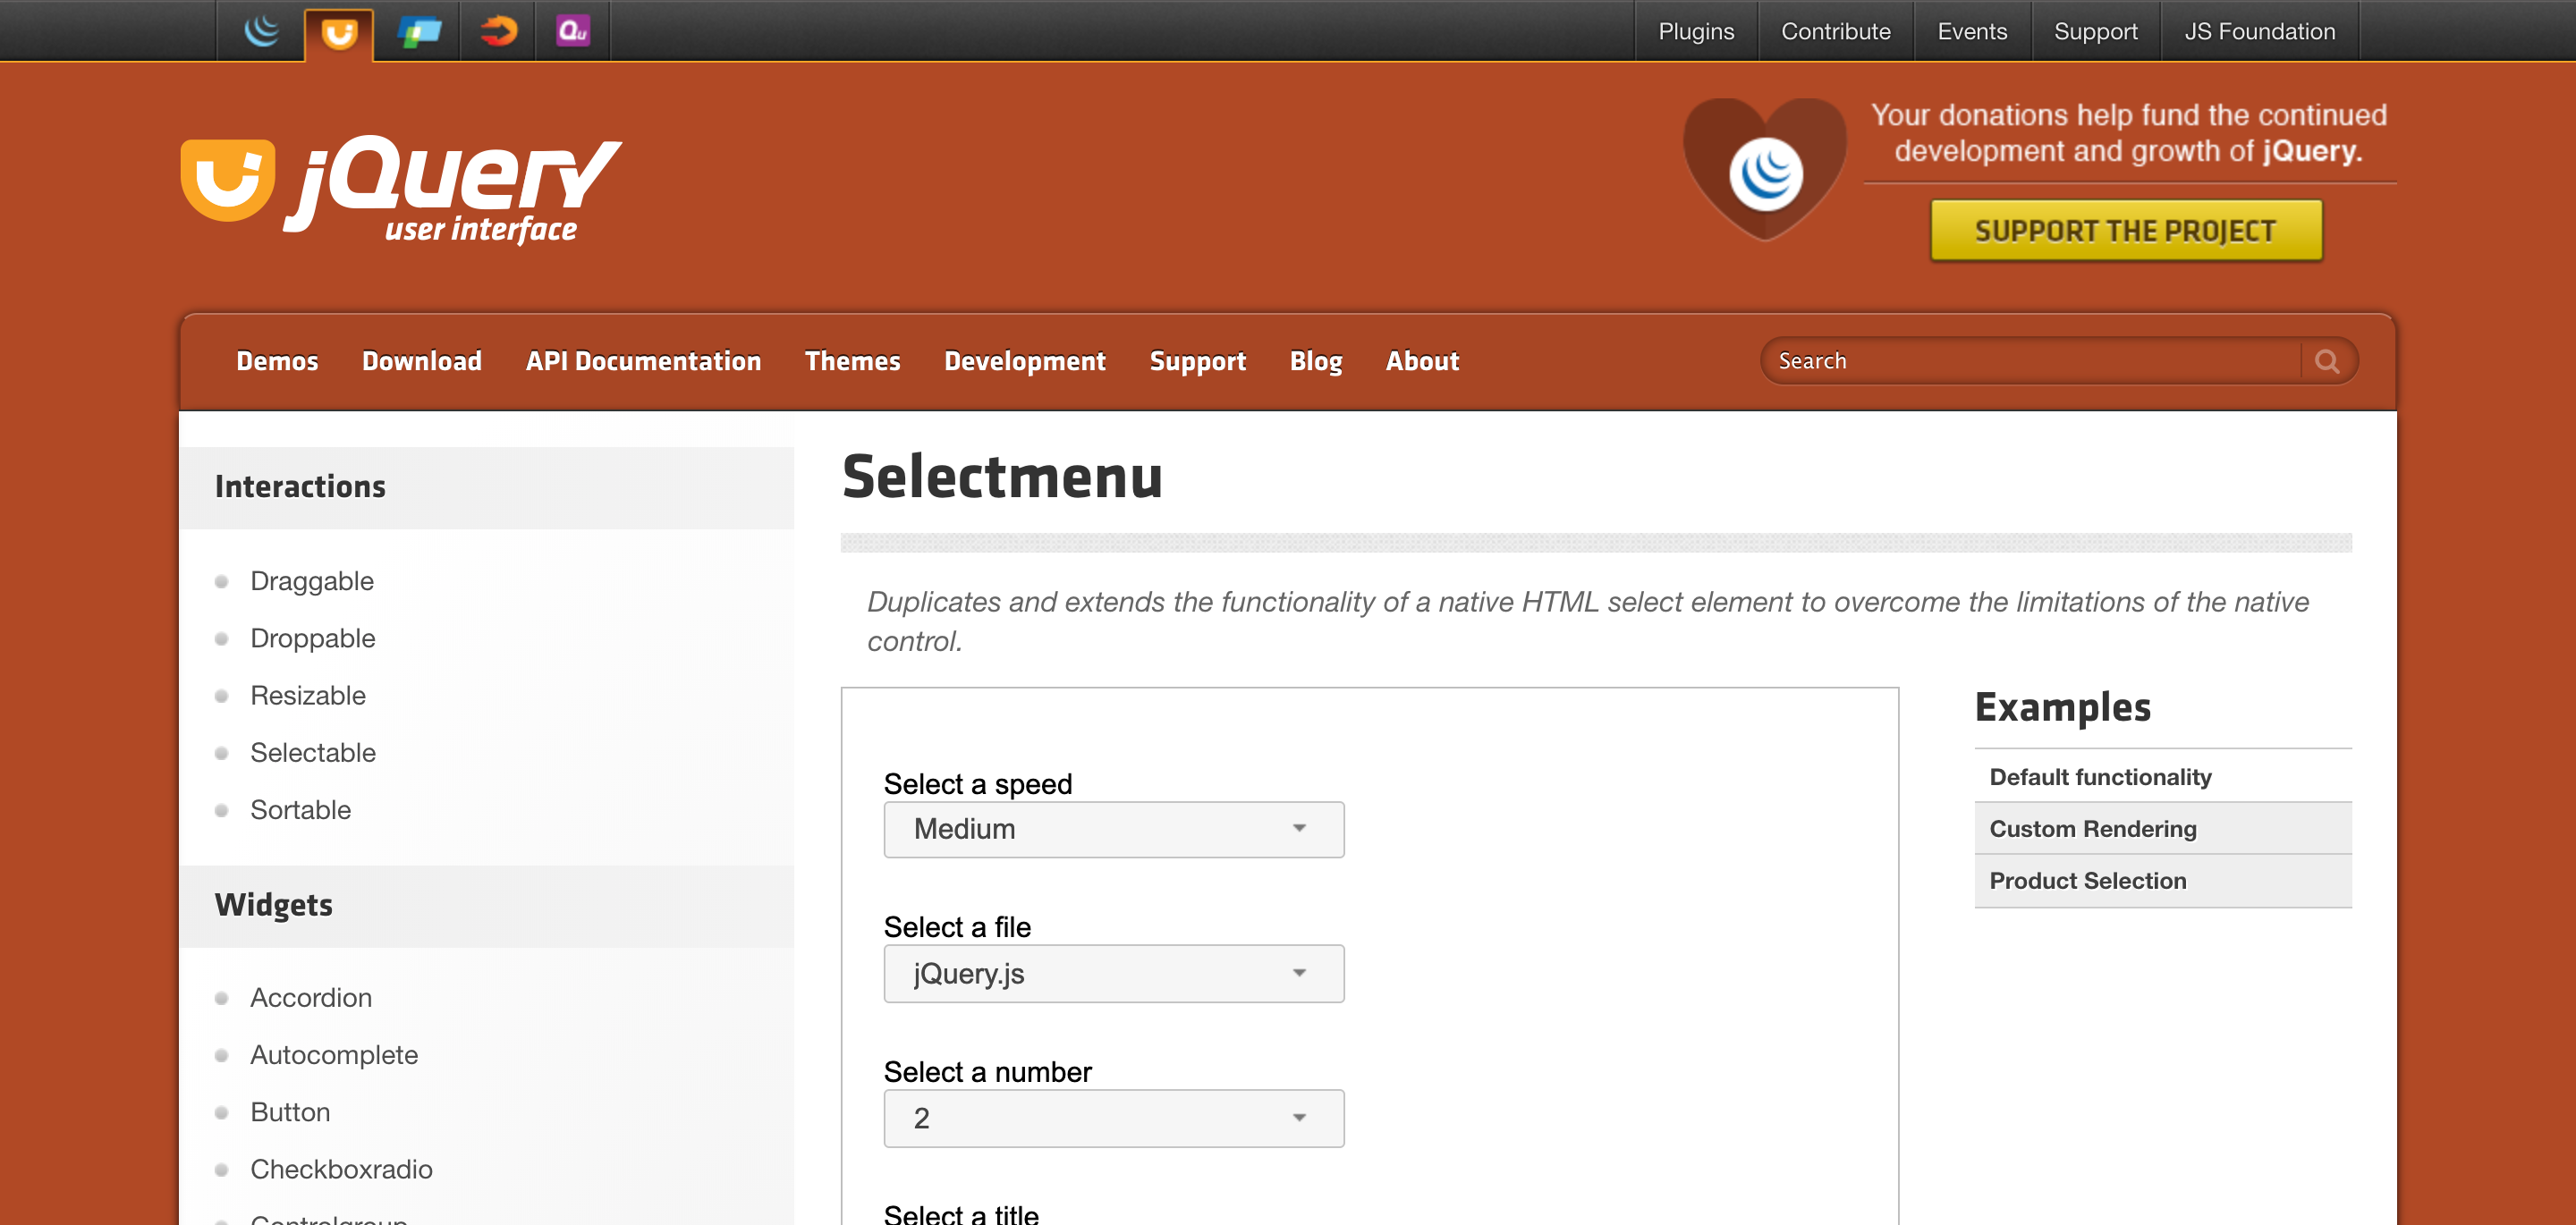 Qu
Plugins
Contribute
Events
Support
JS Foundation
jQuery
user interface
Your donations help fund the continued
development and growth of jQuery.
SUPPORT THE PROJECT
Demos
Download
API Documentation
Themes
Development
Support
Blog
About
Search
Interactions
Draggable
Droppable
Resizable
Selectable
Sortable
Widgets
Accordion
Autocomplete
Button
Checkboxradio
Controlgroup
Selectmenu
Duplicates and extends the functionality of a native HTML select element to overcome the limitations of the native
control.
Select a speed
Medium
Select a file
jQuery.js
Select a number
2
Select a title
Examples
Default functionality
Custom Rendering
Product Selection